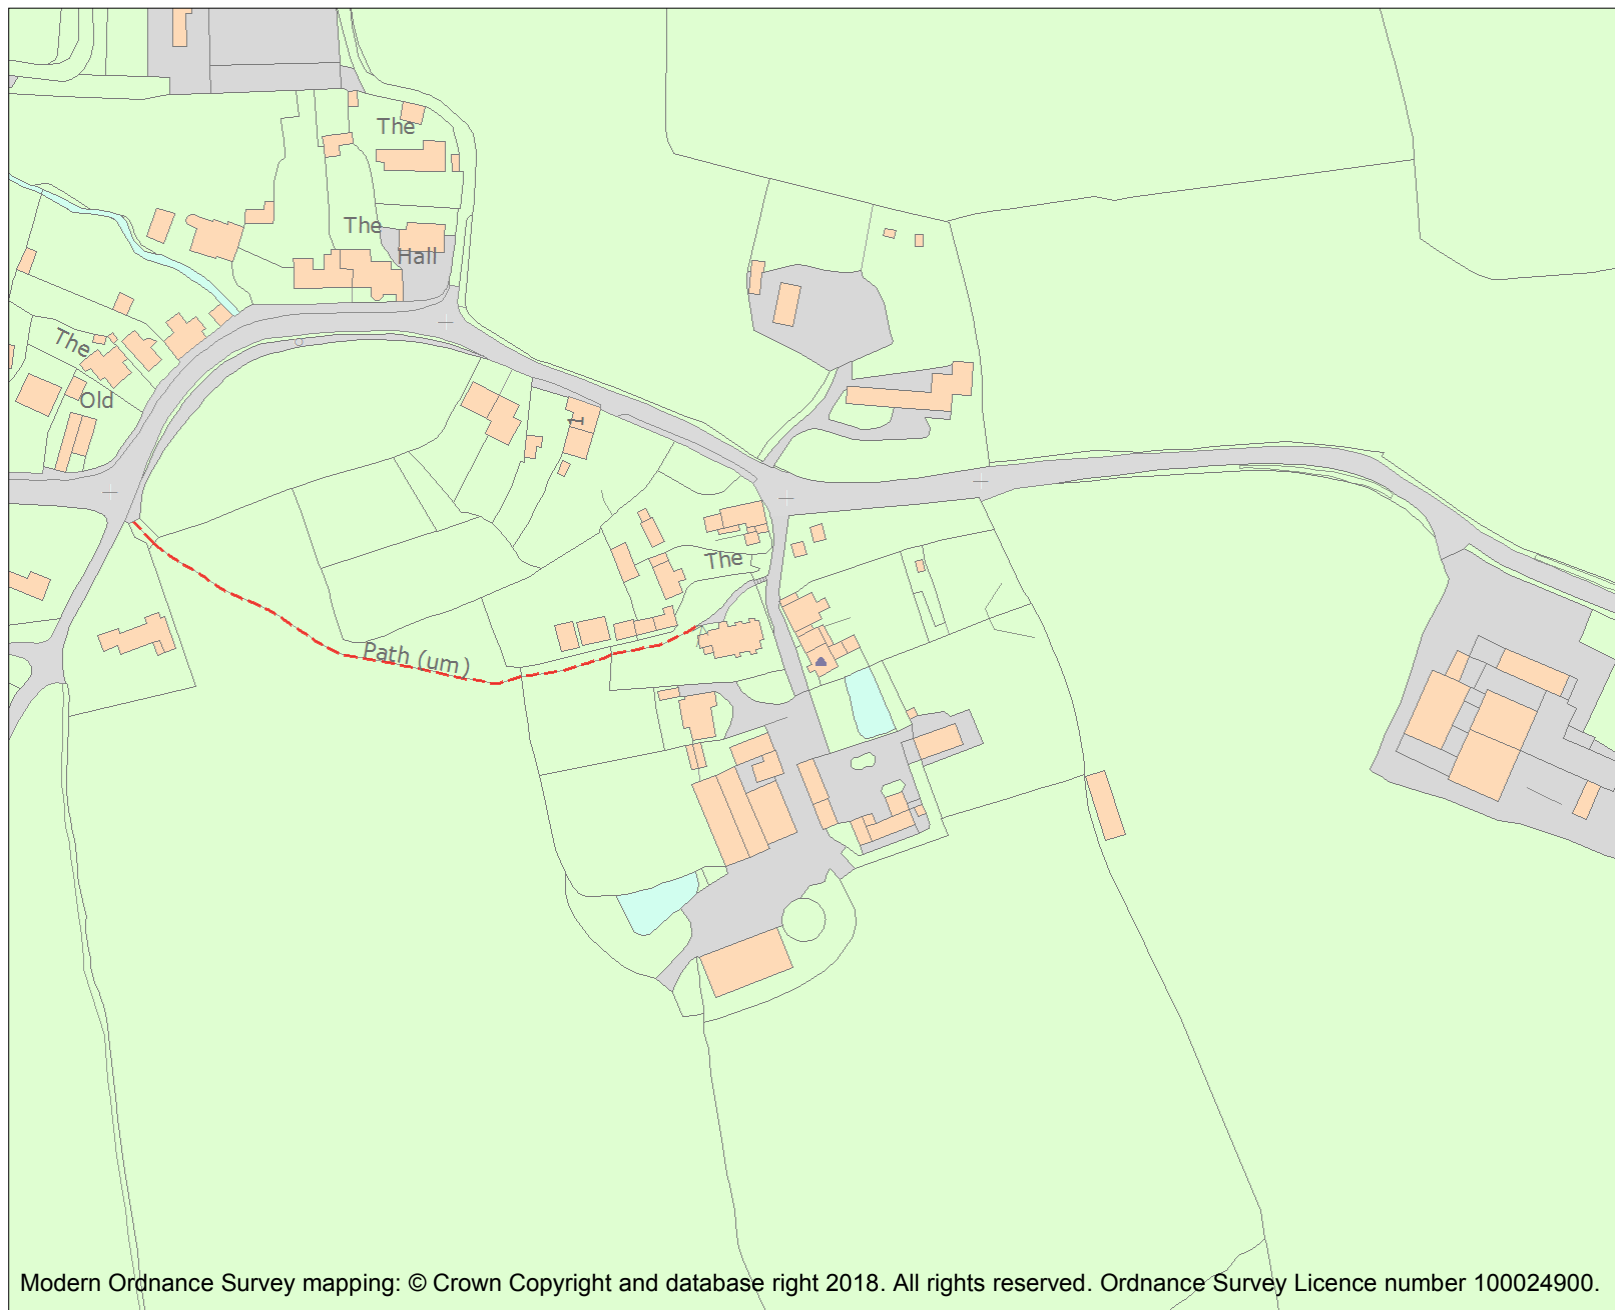 The
The
Hall
The
Old
1
The
Path (um)
Modern Ordnance Survey mapping: © Crown Copyright and database right 2018. All rights reserved. Ordnance Survey Licence number 100024900.